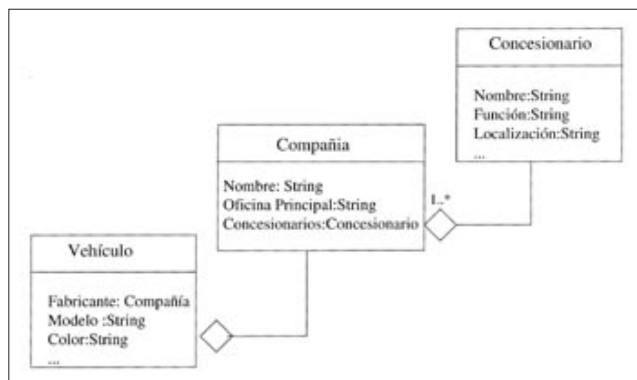 Concesionario
Nombre:String
Función:String
Localización:String
...
Compañia
Nombre: String
Oficina Principal:String
Concesionarios:Concesionario
1..*
Vehículo
Fabricante: Compañía
Modelo :String
Color:String
...